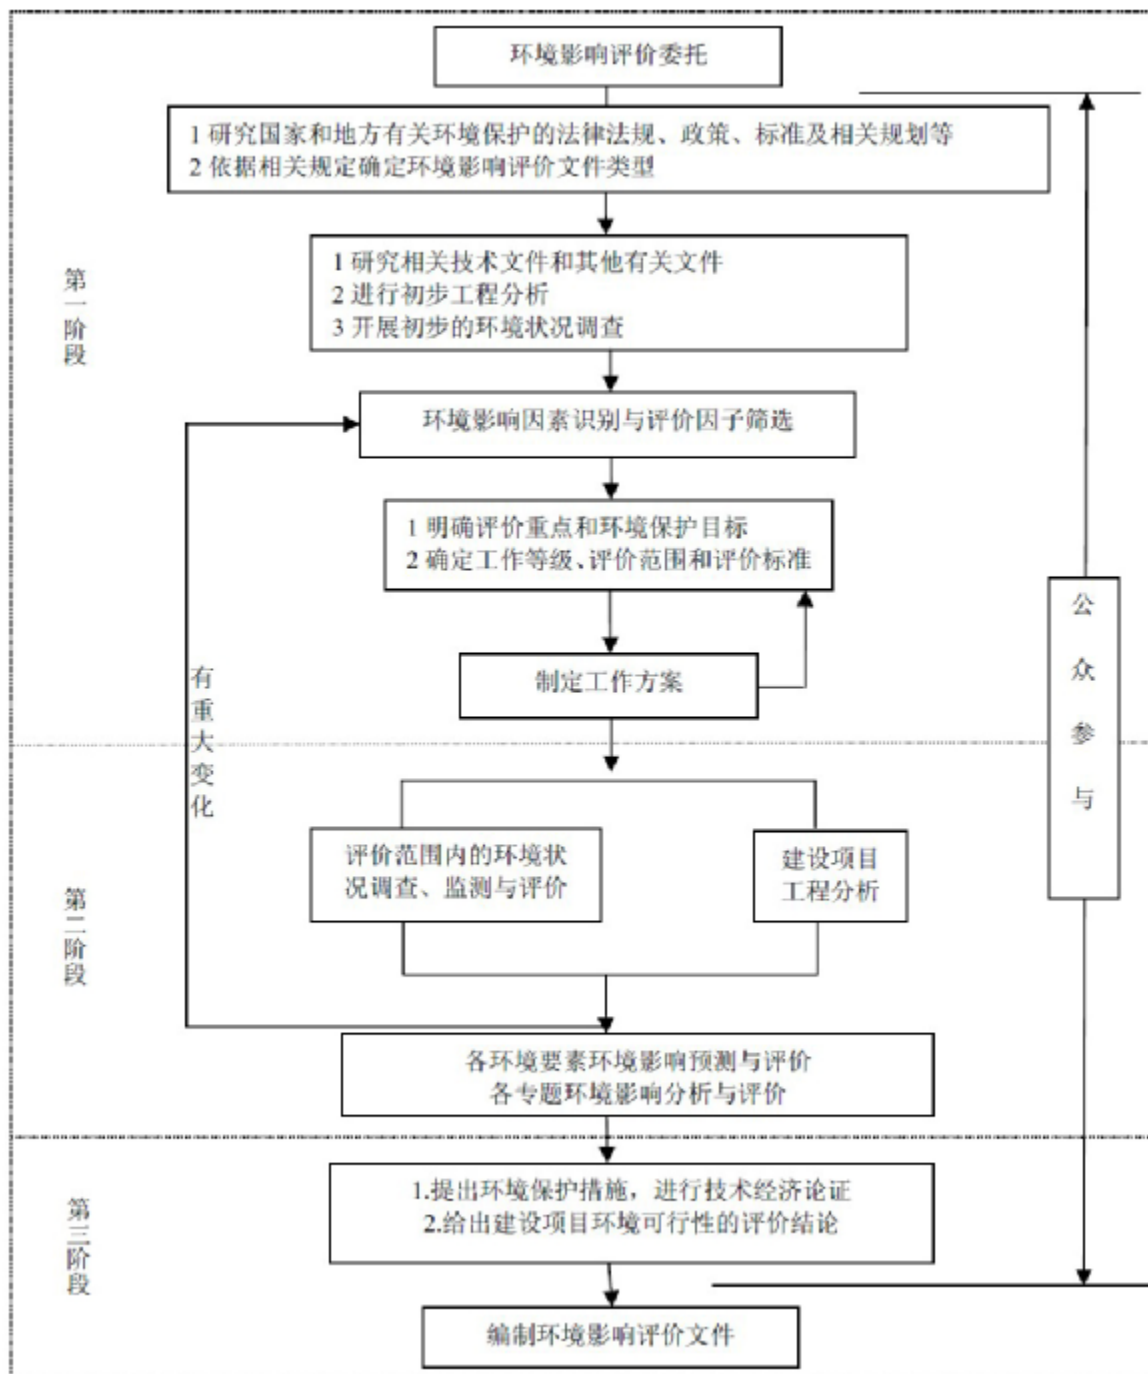 环境影响评价委托
1 研究国家和地方有关环境保护的法律法规、政策、标准及相关规划等
2 依据相关规定确定环境影响评价文件类型
1 研究相关技术文件和其他有关文件
2 进行初步工程分析
3 开展初步的环境状况调查
第一阶段
环境影响因素识别与评价因子筛选
1 明确评价重点和环境保护目标
2 确定工作等级、评价范围和评价标准
制定工作方案
有重大变化
公众参与
评价范围内的环境状
况调查、监测与评价
建设项目
工程分析
第二阶段
各环境要素环境影响预测与评价
各专题环境影响分析与评价
第三阶段
1.提出环境保护措施，进行技术经济论证
2.给出建设项目环境可行性的评价结论
编制环境影响评价文件